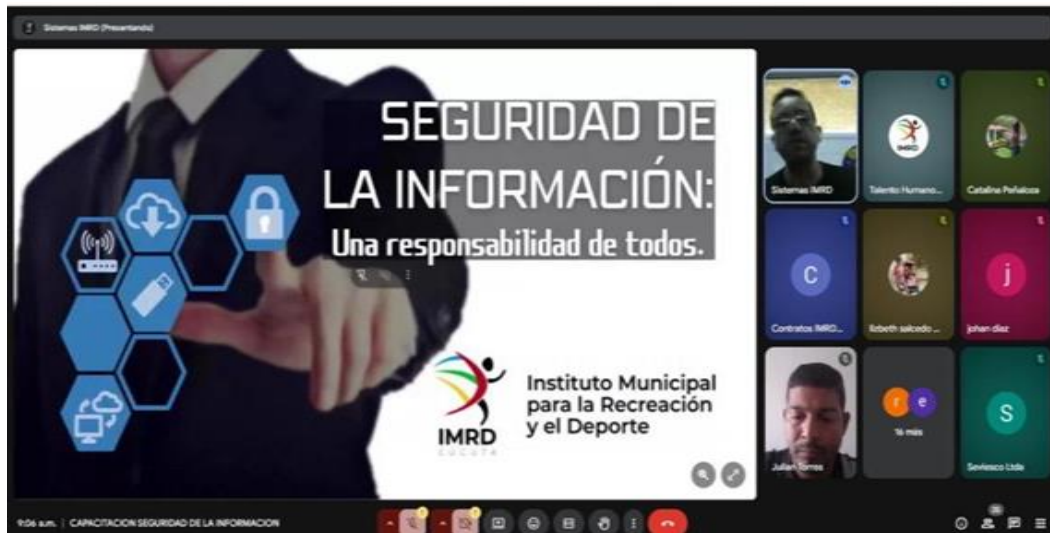 Sistemas IMRD (Presentando)
SEGURIDAD DE
LA INFORMACIÓN:
Una responsabilidad de todos.
IMRD
CUCUTA
Instituto Municipal
para la Recreación
y el Deporte
Sistemas IMRD
Talento Humano...
Catalina Peñaloza
C
Contratos IMRD...
lizbeth salcedo ...
j
johan diaz
Julian Torres
r e
16 más
S
Seviesco Ltda
9:06 a.m. | CAPACITACION SEGURIDAD DE LA INFORMACION